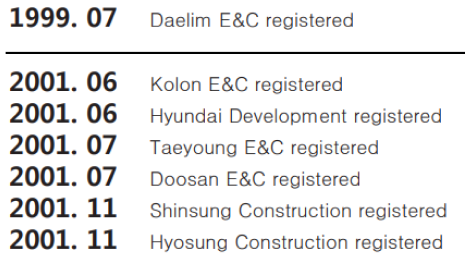 1999. 07 Daelim E&C registered
2001. 06 Kolon E&C registered
2001. 06 Hyundai Development registered
2001. 07 Taeyoung E&C registered
2001. 07 Doosan E&C registered
2001. 11 Shinsung Construction registered
2001. 11 Hyosung Construction registered